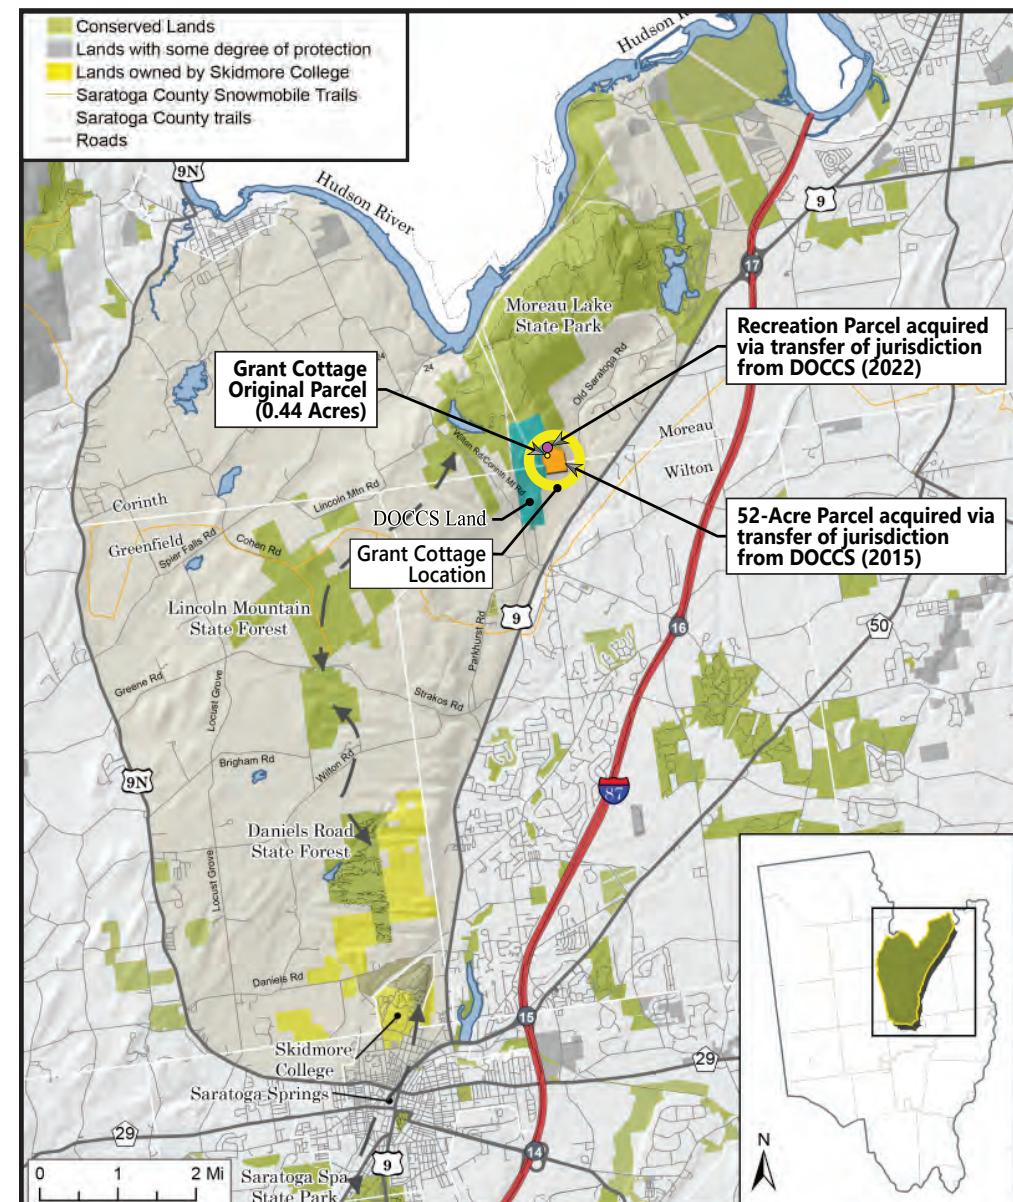 Conserved Lands
Lands with some degree of protection
Lands owned by Skidmore College
Saratoga County Snowmobile Trails
Saratoga County trails
Roads
Hudson
9N
Hudson River
9
17
Moreau Lake
State Park
Recreation Parcel acquired
via transfer of jurisdiction
from DOCCS (2022)
Grant Cottage
Original Parcel
(0.44 Acres)
24
24
Old Saratoga Rd
Moreau
Wilton
Wilton Rd/Corinth Mt Rd
Corinth
Lincoln Mtn Rd
DOCCS Land
52-Acre Parcel acquired via
transfer of jurisdiction
from DOCCS (2015)
Greenfield
Spier Falls Rd
Cohen Rd
Grant Cottage
Location
Lincoln Mountain
State Forest
9
16
50
Parkhurst Rd
Greene Rd
Locust Grove
Strakos Rd
Brigham Rd
Wilton Rd
9N
87
Daniels Road
State Forest
Locust Grove
Daniels Rd
15
Skidmore
College
29
Saratoga Springs
29
14
9
Saratoga Spa
State Park
0 1 2 Mi
N